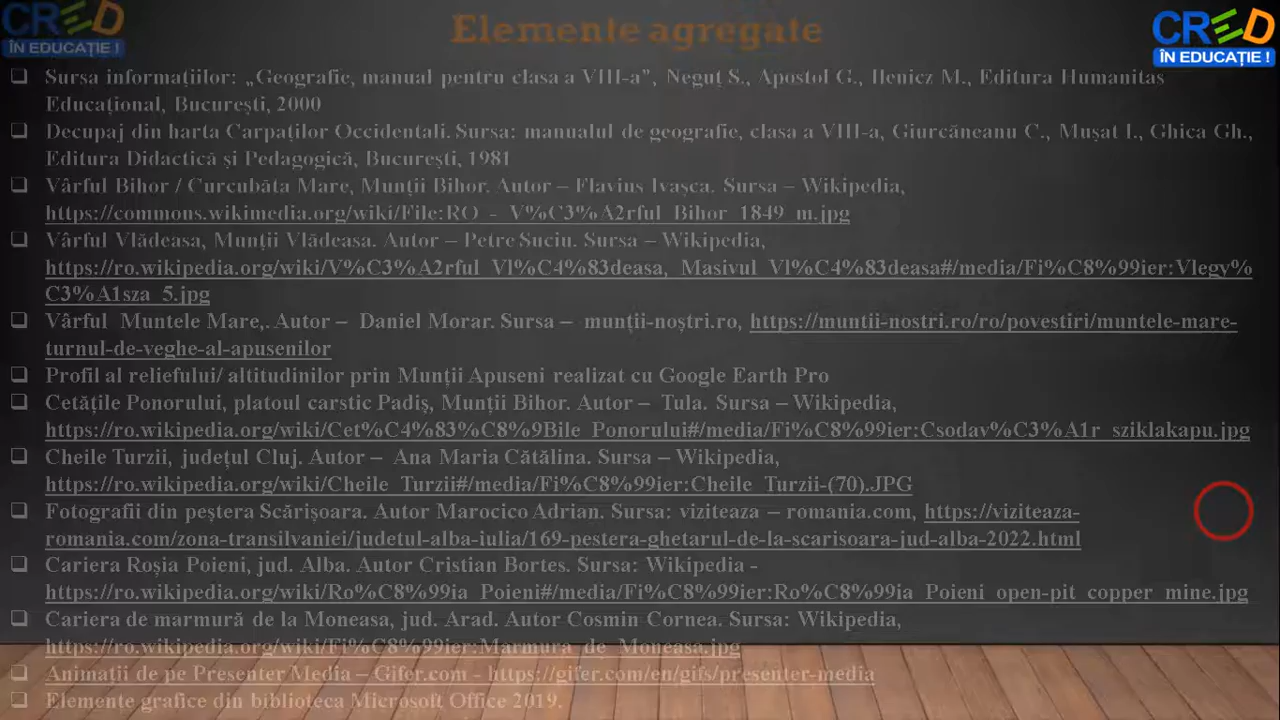 CRED
ÎN EDUCAȚIE !
Elemente agregate
CRED
ÎN EDUCAȚIE !
❑ Sursa informațiilor: „Geografie, manual pentru clasa a VIII-a”, Neguț S., Apostol G., Ilenicz M., Editura Humanitas
Educațional, București, 2000
❑ Decupaj din harta Carpaților Occidentali. Sursa: manualul de geografie, clasa a VIII-a, Giurcăneanu C., Mușat I., Ghica Gh.,
Editura Didactică și Pedagogică, București, 1981
❑ Vârful Bihor / Curcubăta Mare, Munții Bihor. Autor – Flavius Ivașca. Sursa – Wikipedia,
https://commons.wikimedia.org/wiki/File:RO_-_V%C3%A2rful_Bihor_1849_m.jpg
❑ Vârful Vlădeasa, Munții Vlădeasa. Autor – Petre Suciu. Sursa – Wikipedia,
https://ro.wikipedia.org/wiki/V%C3%A2rful_Vl%C4%83deasa,_Masivul_Vl%C4%83deasa#/media/Fi%C8%99ier:Vlegy%
C3%A1sza_5.jpg
❑ Vârful Muntele Mare,. Autor – Daniel Morar. Sursa – munții-noștri.ro, https://muntii-nostri.ro/ro/povestiri/muntele-mare-
turnul-de-veghe-al-apusenilor
❑ Profil al reliefului/ altitudinilor prin Munții Apuseni realizat cu Google Earth Pro
❑ Cetățile Ponorului, platoul carstic Padiș, Munții Bihor. Autor – Tula. Sursa – Wikipedia,
https://ro.wikipedia.org/wiki/Cet%C4%83%C8%9Bile_Ponorului#/media/Fi%C8%99ier:Csodav%C3%A1r_sziklakapu.jpg
❑ Cheile Turzii, județul Cluj. Autor – Ana Maria Cătălina. Sursa – Wikipedia,
https://ro.wikipedia.org/wiki/Cheile_Turzii#/media/Fi%C8%99ier:Cheile_Turzii-(70).JPG
❑ Fotografii din peștera Scărișoara. Autor Marocico Adrian. Sursa: viziteaza – romania.com, https://viziteaza-
romania.com/zona-transilvaniei/judetul-alba-iulia/169-pestera-ghetarul-de-la-scarisoara-jud-alba-2022.html
❑ Cariera Roșia Poieni, jud. Alba. Autor Cristian Bortes. Sursa: Wikipedia -
https://ro.wikipedia.org/wiki/Ro%C8%99ia_Poieni#/media/Fi%C8%99ier:Ro%C8%99ia_Poieni_open-pit_copper_mine.jpg
❑ Cariera de marmură de la Moneasa, jud. Arad. Autor Cosmin Cornea. Sursa: Wikipedia,
https://ro.wikipedia.org/wiki/Fi%C8%99ier:Marmura_de_Moneasa.jpg
❑ Animații de pe Presenter Media – Gifer.com - https://gifer.com/en/gifs/presenter-media
❑ Elemente grafice din biblioteca Microsoft Office 2019.